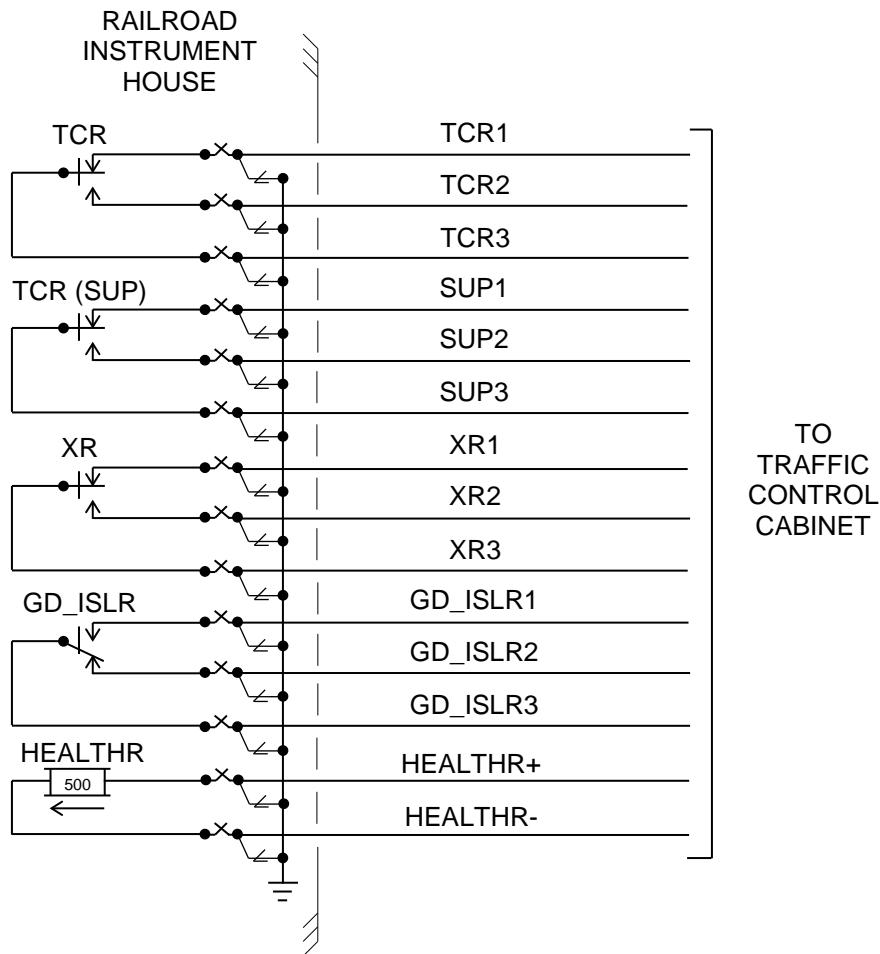 RAILROAD
INSTRUMENT
HOUSE
TCR
TCR1
TCR2
TCR3
TCR (SUP)
SUP1
SUP2
SUP3
XR
XR1
XR2
XR3
GD_ISLR
GD_ISLR1
GD_ISLR2
GD_ISLR3
HEALTHR
500
HEALTHR+
HEALTHR-
TO
TRAFFIC
CONTROL
CABINET